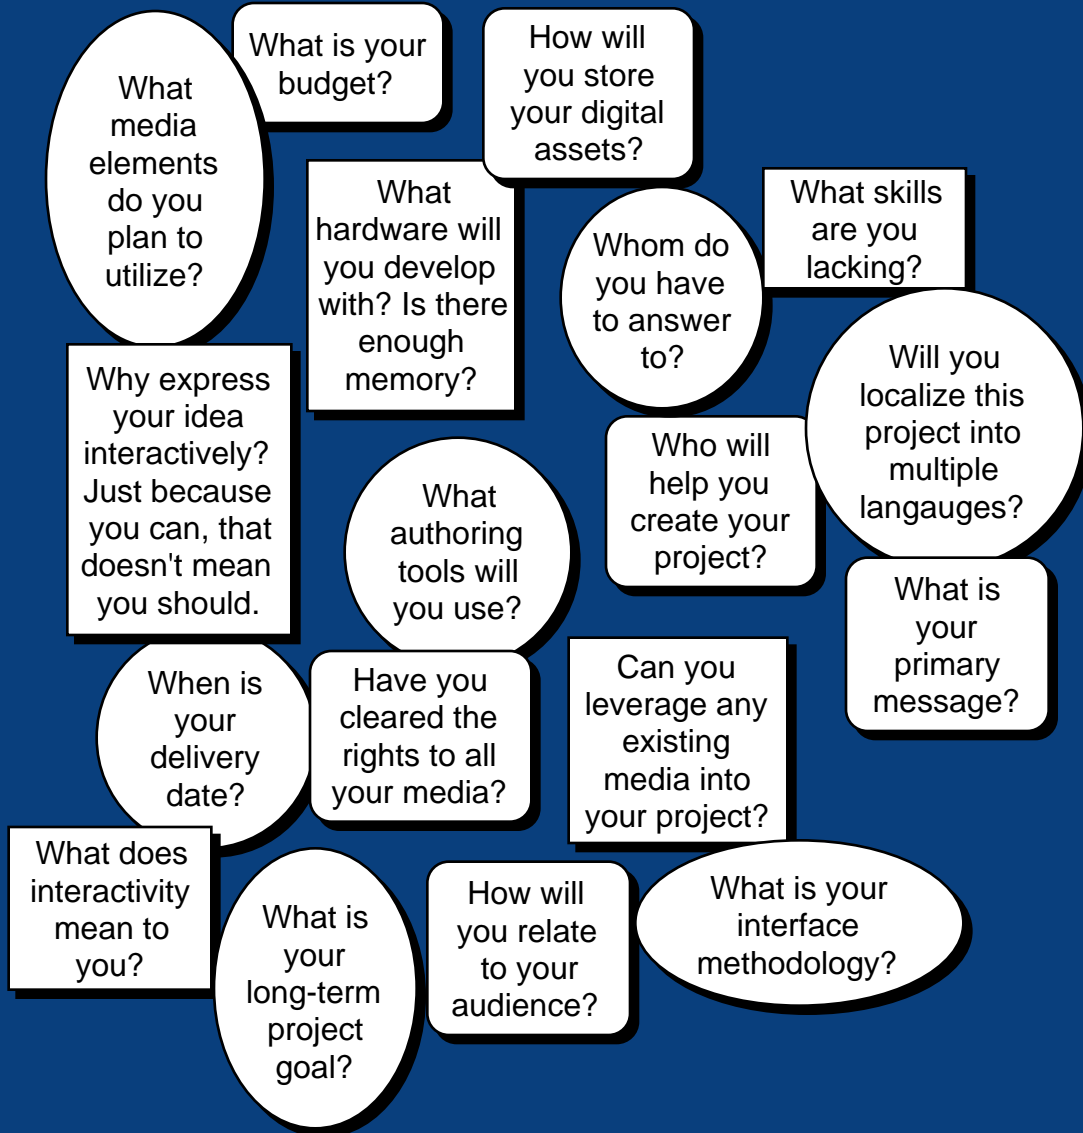 What is your
budget?
How will
you store
your digital
assets?
What
media
elements
do you
plan to
utilize?
What
hardware will
you develop
with? Is there
enough
memory?
What skills
are you
lacking?
Whom do
you have
to answer
to?
Will you
localize this
project into
multiple
langauges?
Why express
your idea
interactively?
Just because
you can, that
doesn't mean
you should.
Who will
help you
create your
project?
What
authoring
tools will
you use?
What is
your
primary
message?
When is
your
delivery
date?
Have you
cleared the
rights to all
your media?
Can you
leverage any
existing
media into
your project?
What does
interactivity
mean to
you?
What is
your
long-term
project
goal?
How will
you relate
to your
audience?
What is your
interface
methodology?